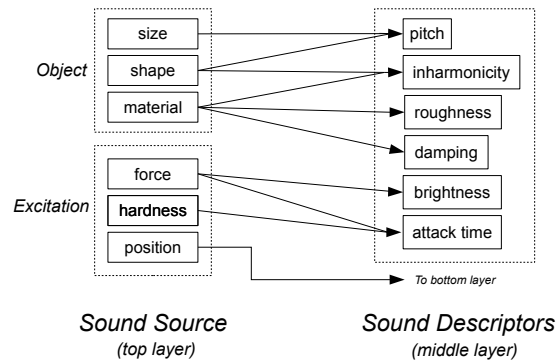 size
pitch
Object
shape
inharmonicity
material
roughness
damping
force
brightness
Excitation
hardness
attack time
position
To bottom layer
Sound Source
(top layer)
Sound Descriptors
(middle layer)